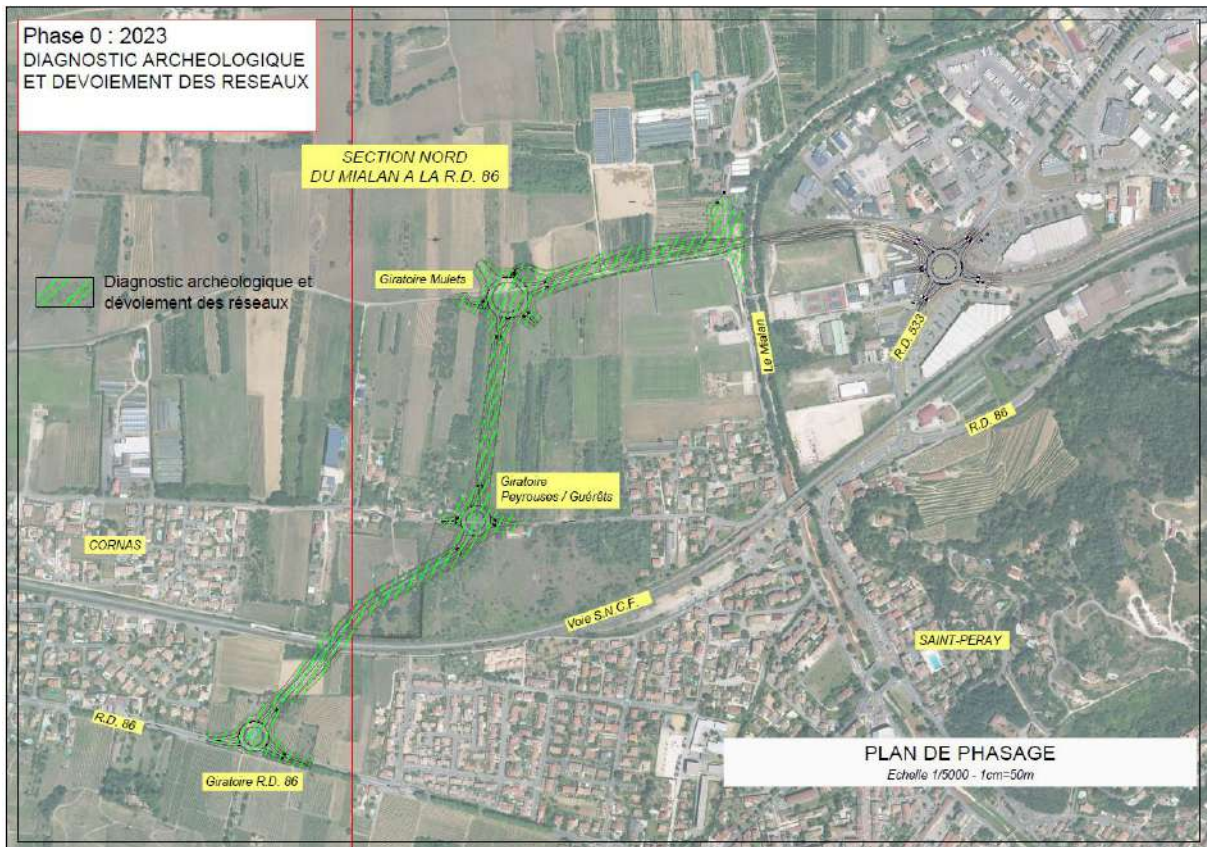 Phase 0 : 2023
DIAGNOSTIC ARCHEOLOGIQUE
ET DEVOIEMENT DES RESEAUX
SECTION NORD
DU MIALAN A LA R.D. 86
Giratoire Mulets
Diagnostic archéologique et
dévoiement des réseaux
Le Mialan
R.D. 533
R.D. 86
Giratoire
Peyrouses / Guérêts
CORNAS
Voie S.N.C.F.
SAINT-PERAY
R.D. 86
Giratoire R.D. 86
PLAN DE PHASAGE
Echelle 1/5000 - 1cm=50m